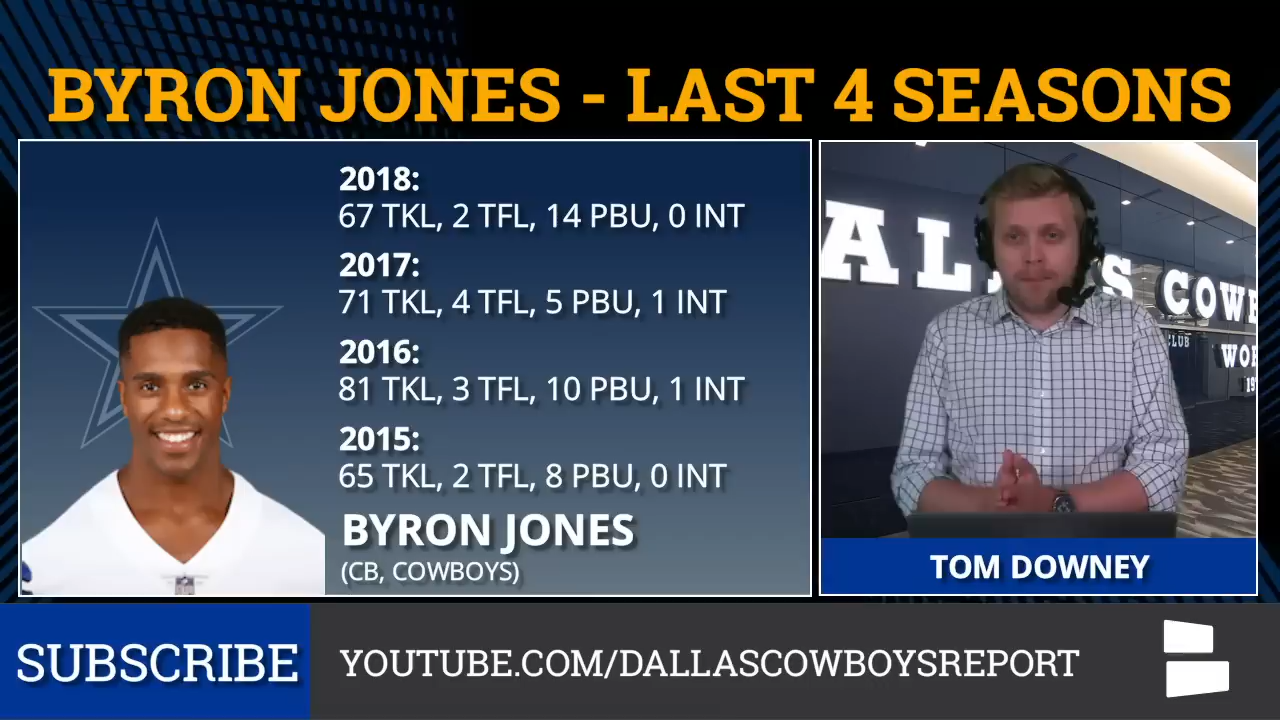 BYRON JONES - LAST 4 SEASONS
2018:
67 TKL, 2 TFL, 14 PBU, 0 INT
2017:
71 TKL, 4 TFL, 5 PBU, 1 INT
2016:
81 TKL, 3 TFL, 10 PBU, 1 INT
2015:
65 TKL, 2 TFL, 8 PBU, 0 INT
BYRON JONES
(CB, COWBOYS)
TOM DOWNEY
SUBSCRIBE
YOUTUBE.COM/DALLASCOWBOYSREPORT